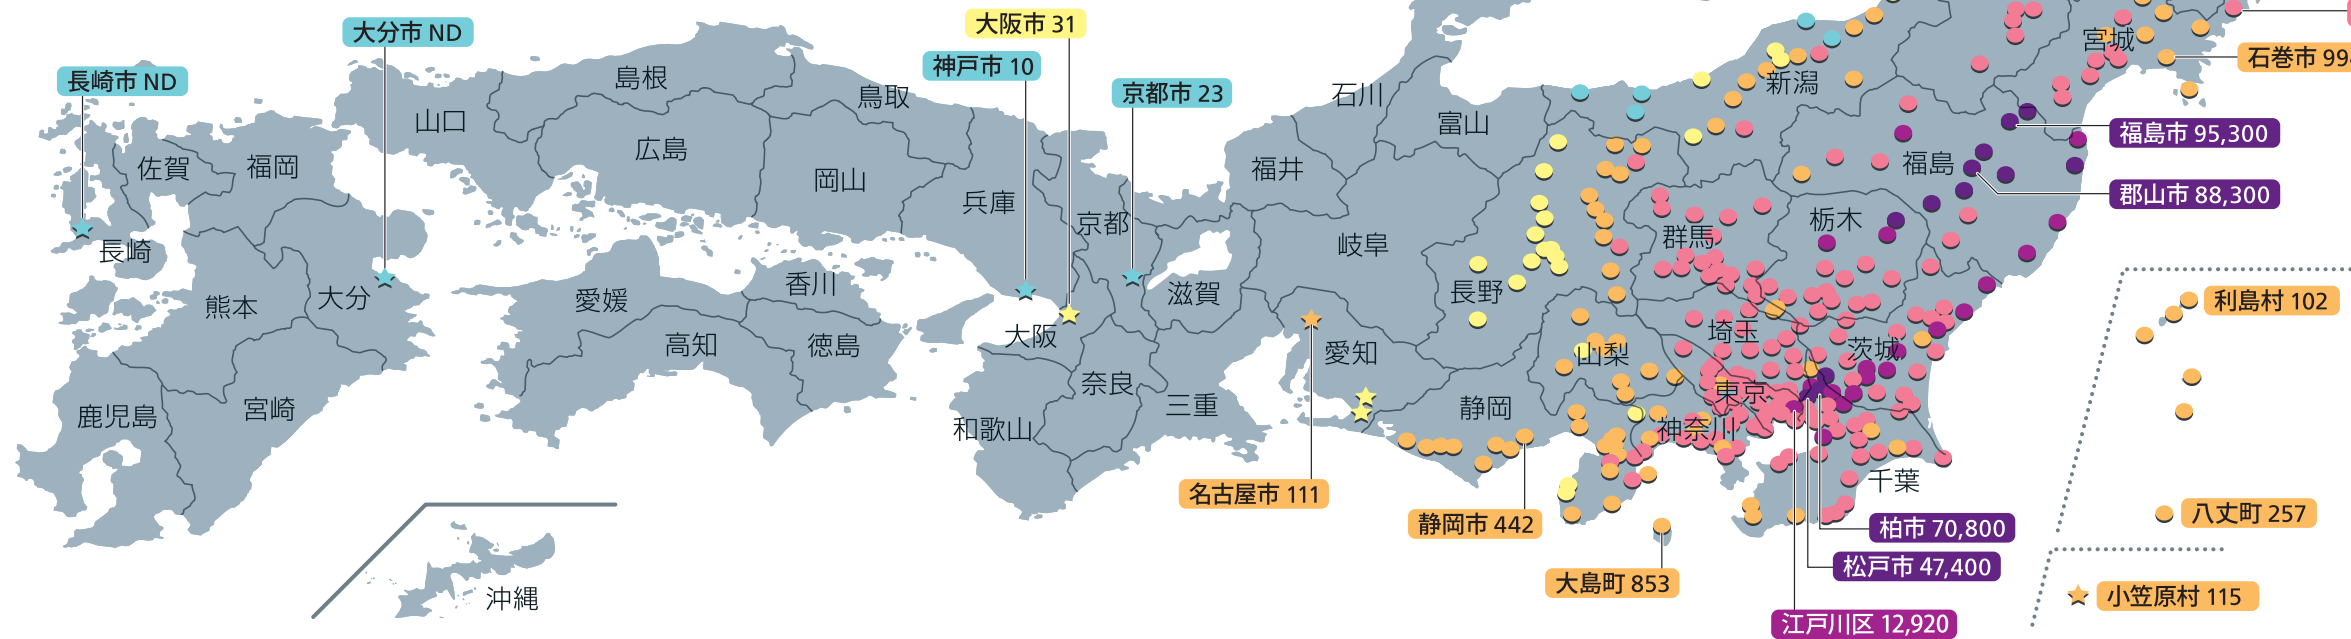 大分市 ND
大阪市 31
長崎市 ND
神戸市 10
京都市 23
石巻市 99
宮城
島根
鳥取
石川
新潟
山口
広島
岡山
富山
福島市 95,300
佐賀
福岡
兵庫
福井
福島
郡山市 88,300
京都
岐阜
群馬
栃木
長崎
熊本
大分
愛媛
香川
滋賀
長野
利島村 102
大阪
高知
徳島
愛知
山梨
埼玉
茨城
鹿児島
宮崎
和歌山
奈良
三重
静岡
東京
神奈川
千葉
名古屋市 111
静岡市 442
八丈町 257
柏市 70,800
松戸市 47,400
大島町 853
沖縄
小笠原村 115
江戸川区 12,920